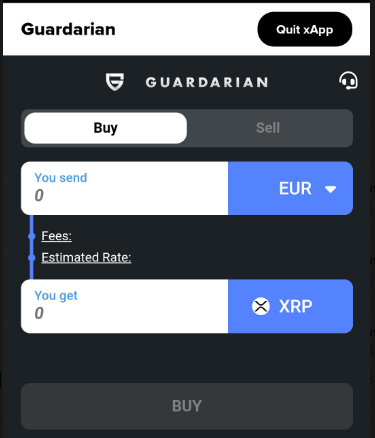 Guardarian
Quit xApp
GUARDARIAN
Buy
Sell
You send
0
EUR
Fees:
Estimated Rate:
You get
0
XRP
BUY